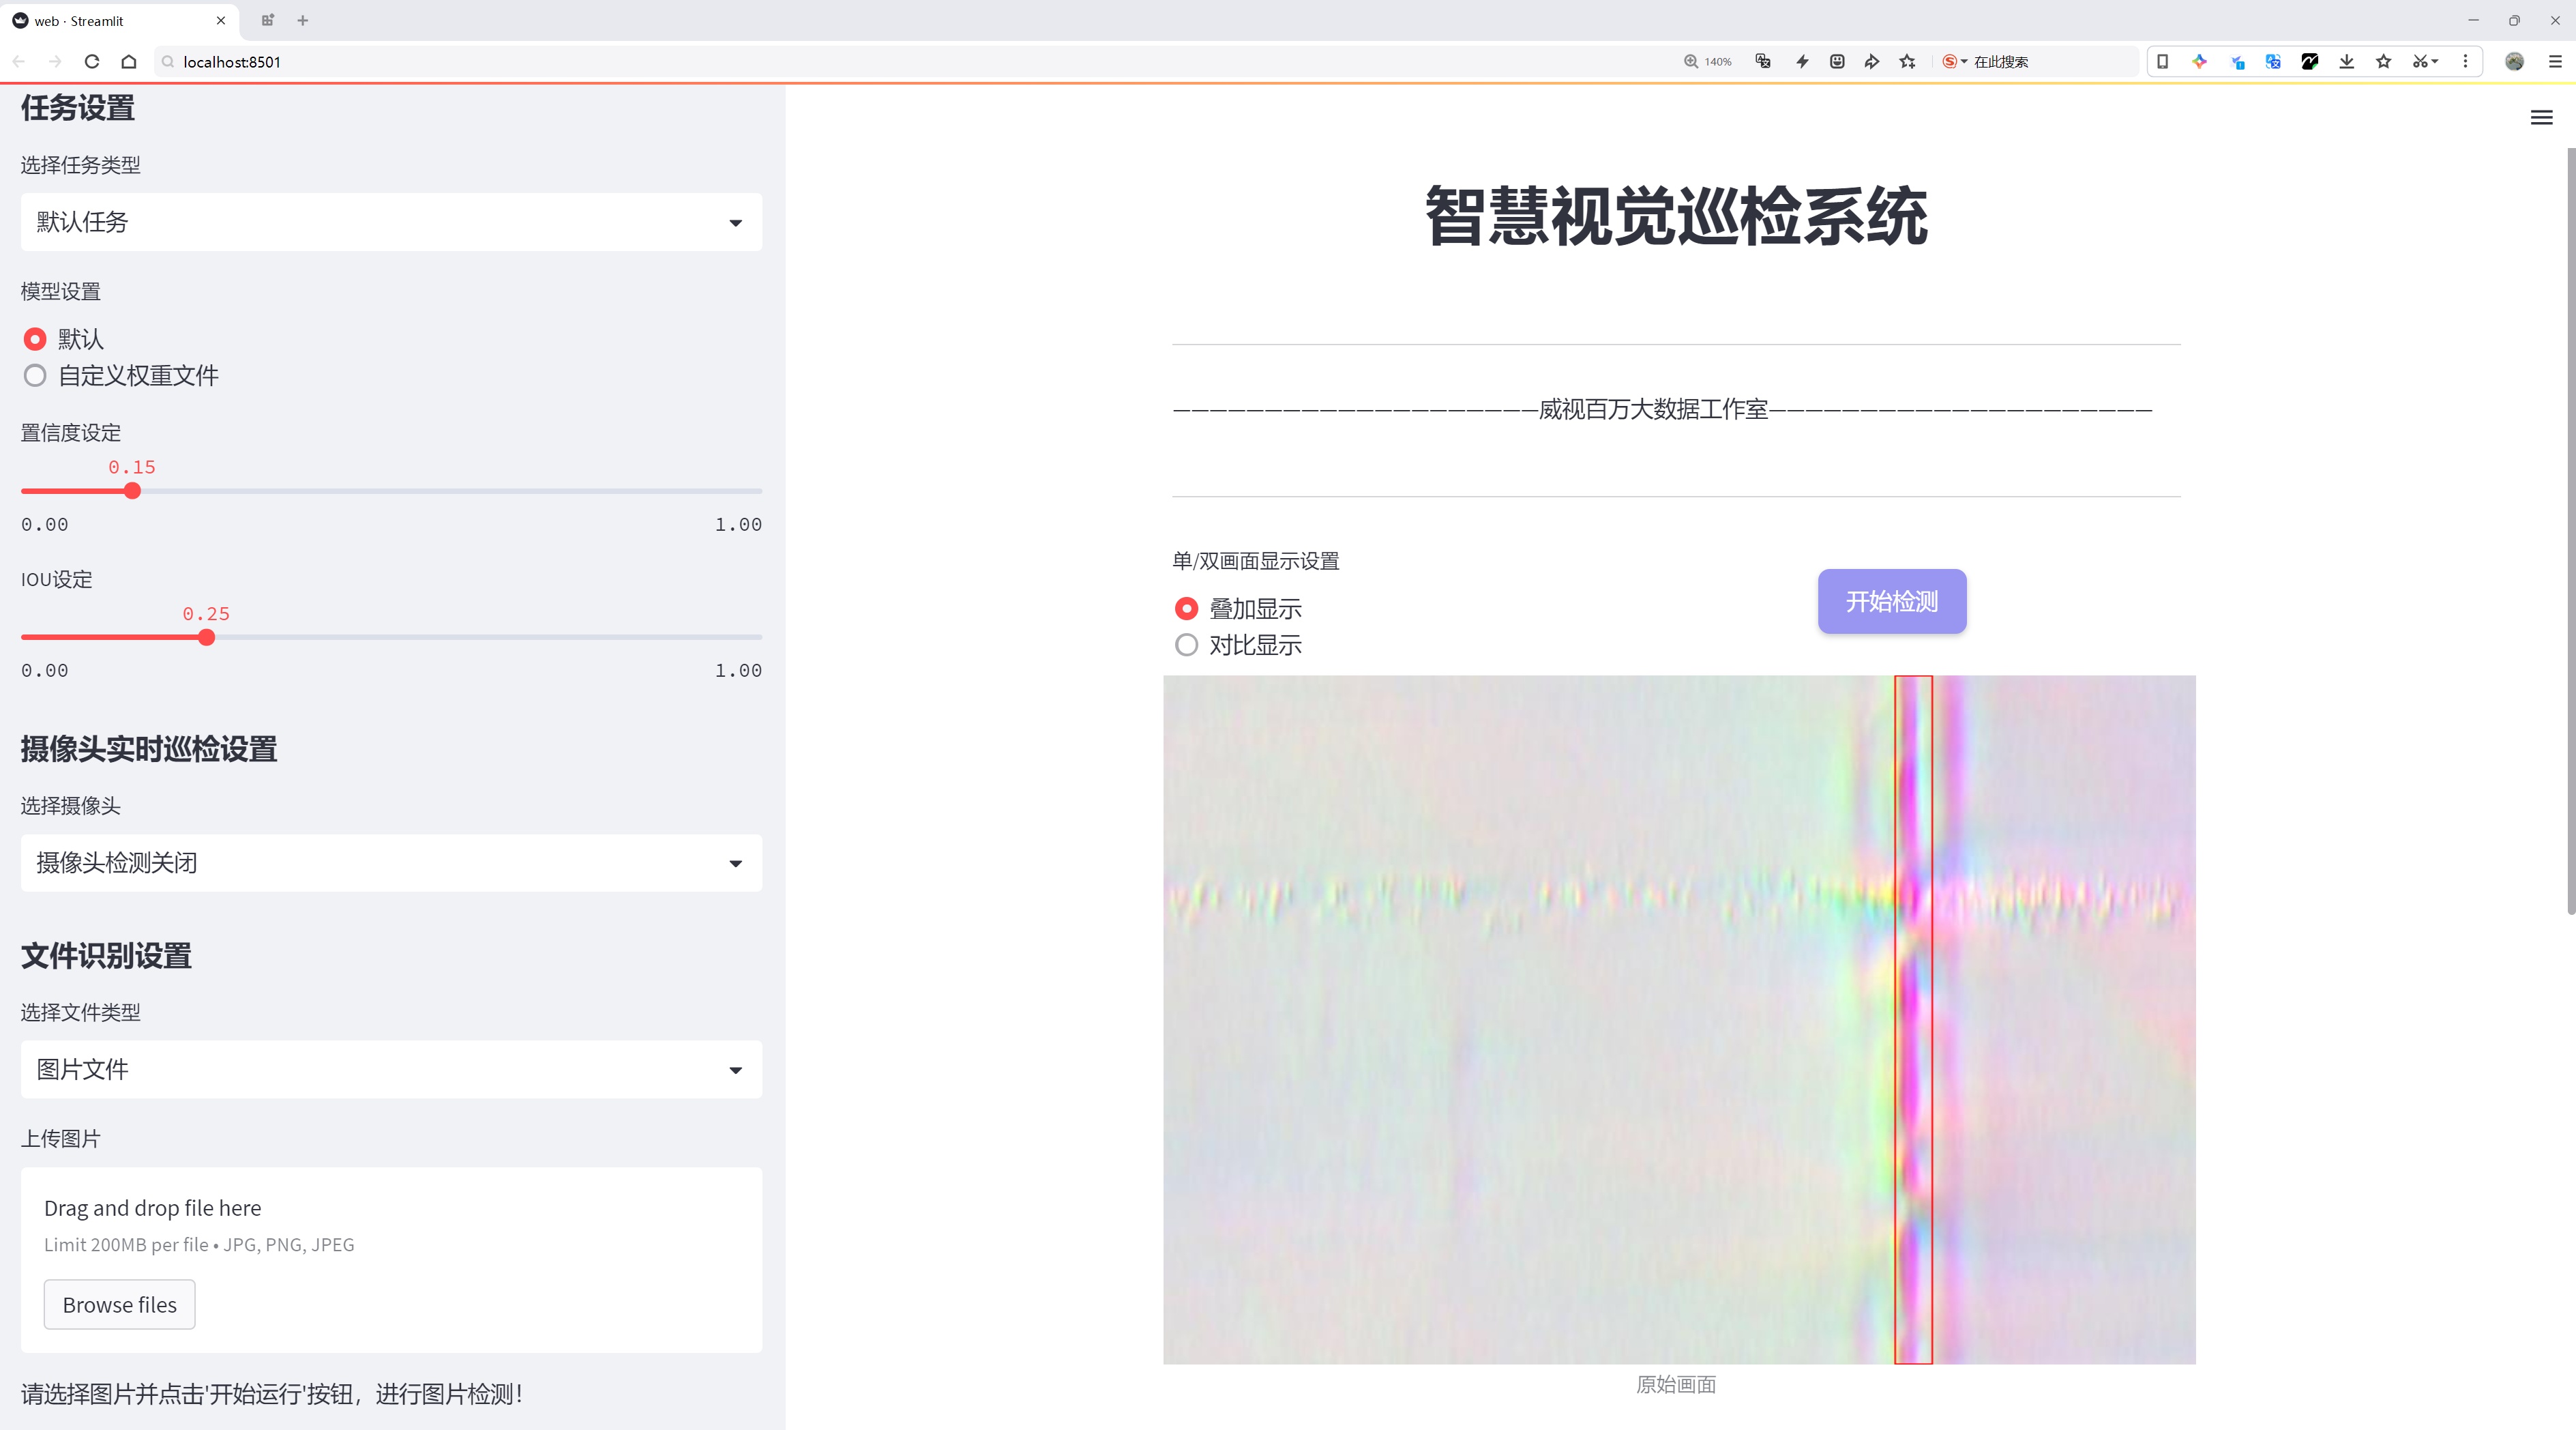 web · Streamlit
localhost:8501
140%
在此搜索
任务设置
选择任务类型
默认任务
模型设置
默认
自定义权重文件
置信度设定
0.15
0.00 1.00
IOU设定
0.25
0.00 1.00
摄像头实时巡检设置
选择摄像头
摄像头检测关闭
文件识别设置
选择文件类型
图片文件
上传图片
Drag and drop file here
Limit 200MB per file • JPG, PNG, JPEG
Browse files
请选择图片并点击'开始运行'按钮，进行图片检测！
智慧视觉巡检系统
————————————————————威视百万大数据工作室—————————————————————
单/双画面显示设置
叠加显示
对比显示
开始检测
原始画面